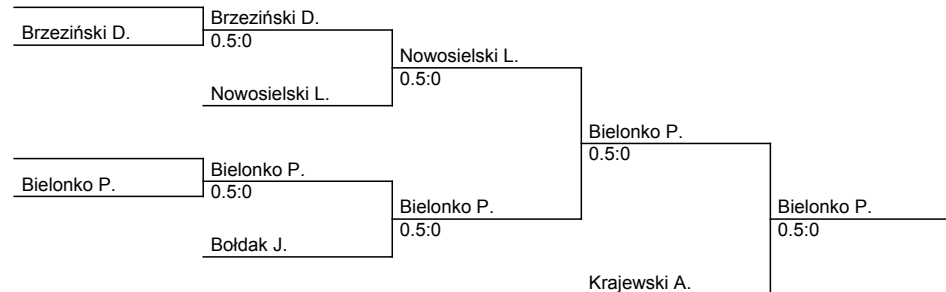 Brzeziński D.
Brzeziński D.
0.5:0
Nowosielski L.
0.5:0
Nowosielski L.
Bielonko P.
0.5:0
Bielonko P.
Bielonko P.
0.5:0
Bielonko P.
0.5:0
Bielonko P.
0.5:0
Bołdak J.
Krajewski A.